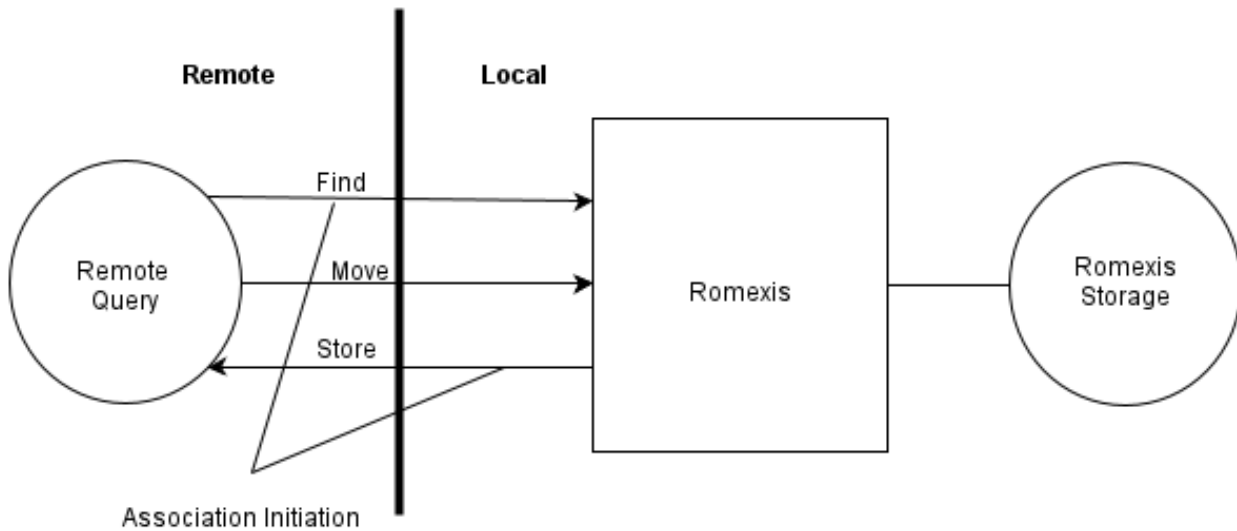 Remote
Local
Find
Remote
Query
Move
Romexis
Romexis
Storage
Store
Association Initiation